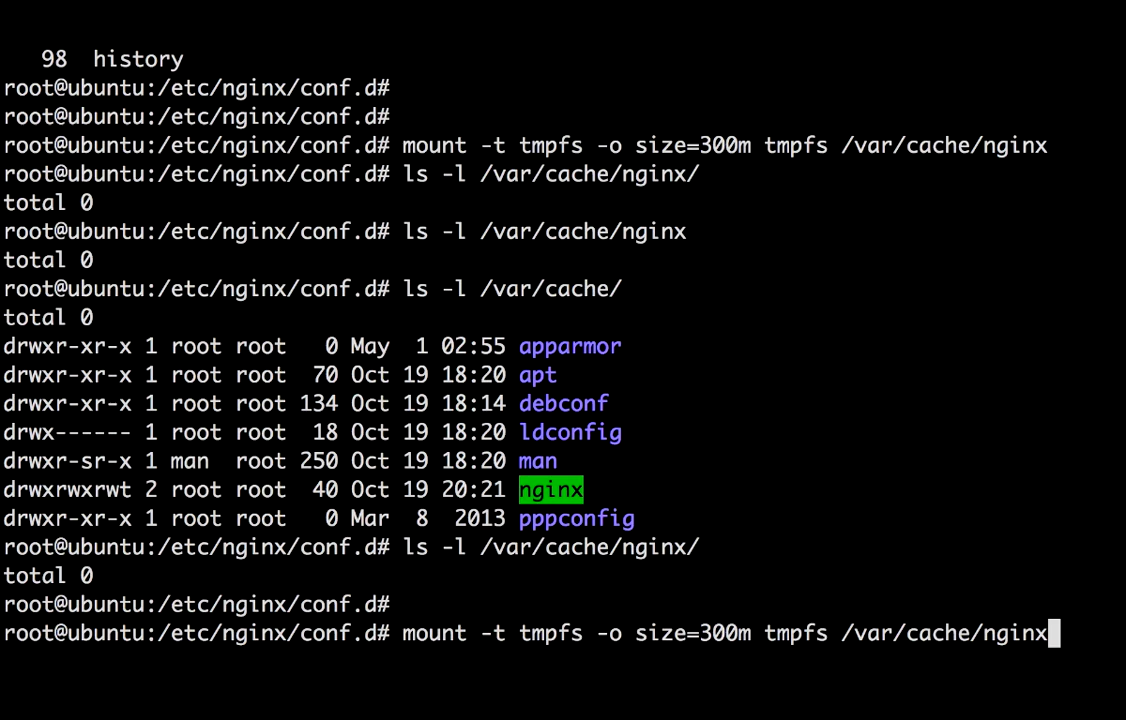 98  history
root@ubuntu:/etc/nginx/conf.d#
root@ubuntu:/etc/nginx/conf.d#
root@ubuntu:/etc/nginx/conf.d# mount -t tmpfs -o size=300m tmpfs /var/cache/nginx
root@ubuntu:/etc/nginx/conf.d# ls -l /var/cache/nginx/
total 0
root@ubuntu:/etc/nginx/conf.d# ls -l /var/cache/nginx
total 0
root@ubuntu:/etc/nginx/conf.d# ls -l /var/cache/
total 0
drwxr-xr-x 1 root root   0 May  1 02:55 apparmor
drwxr-xr-x 1 root root  70 Oct 19 18:20 apt
drwxr-xr-x 1 root root 134 Oct 19 18:14 debconf
drwx------ 1 root root  18 Oct 19 18:20 ldconfig
drwxr-sr-x 1 man  root 250 Oct 19 18:20 man
drwxrwxrwt 2 root root  40 Oct 19 20:21 nginx
drwxr-xr-x 1 root root   0 Mar  8  2013 pppconfig
root@ubuntu:/etc/nginx/conf.d# ls -l /var/cache/nginx/
total 0
root@ubuntu:/etc/nginx/conf.d#
root@ubuntu:/etc/nginx/conf.d# mount -t tmpfs -o size=300m tmpfs /var/cache/nginx